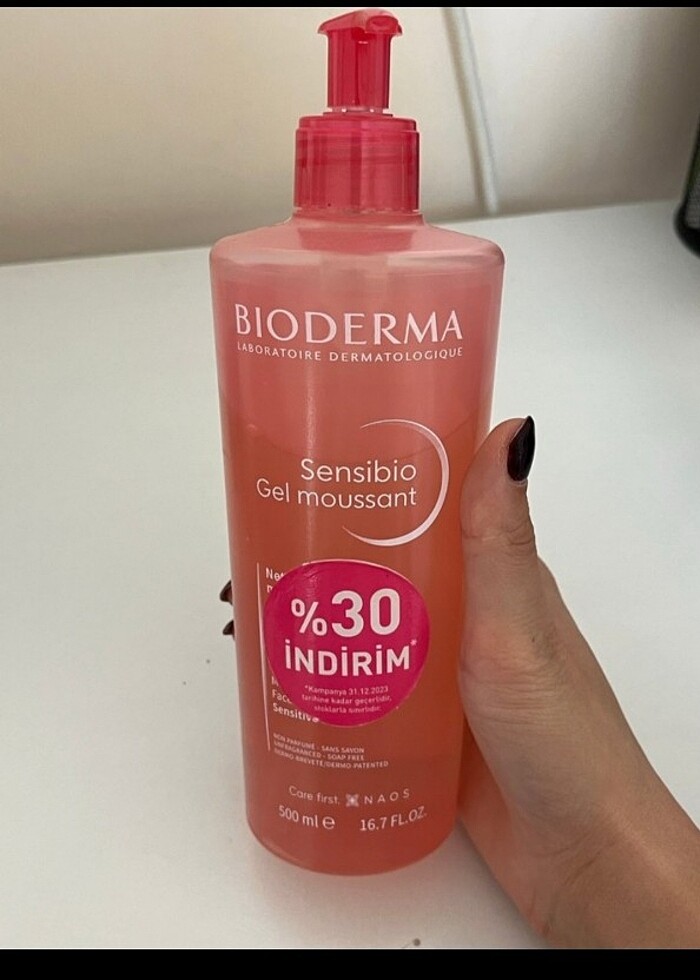 BIODERMA
LABORATOIRE DERMATOLOGIQUE
Sensibio
Gel moussant
%30
İNDİRİM*
*Kampanya 31.12.2023
tarihine kadar geçerlidir,
stoklarla sınırlıdır.
Sensitive
NON PARFUMÉ - SANS SAVON
UNFRAGRANCED - SOAP FREE
DERMO-BREVETÉ/DERMO-PATENTED
Care first. NAOS
500 ml e 16.7 FL.OZ.